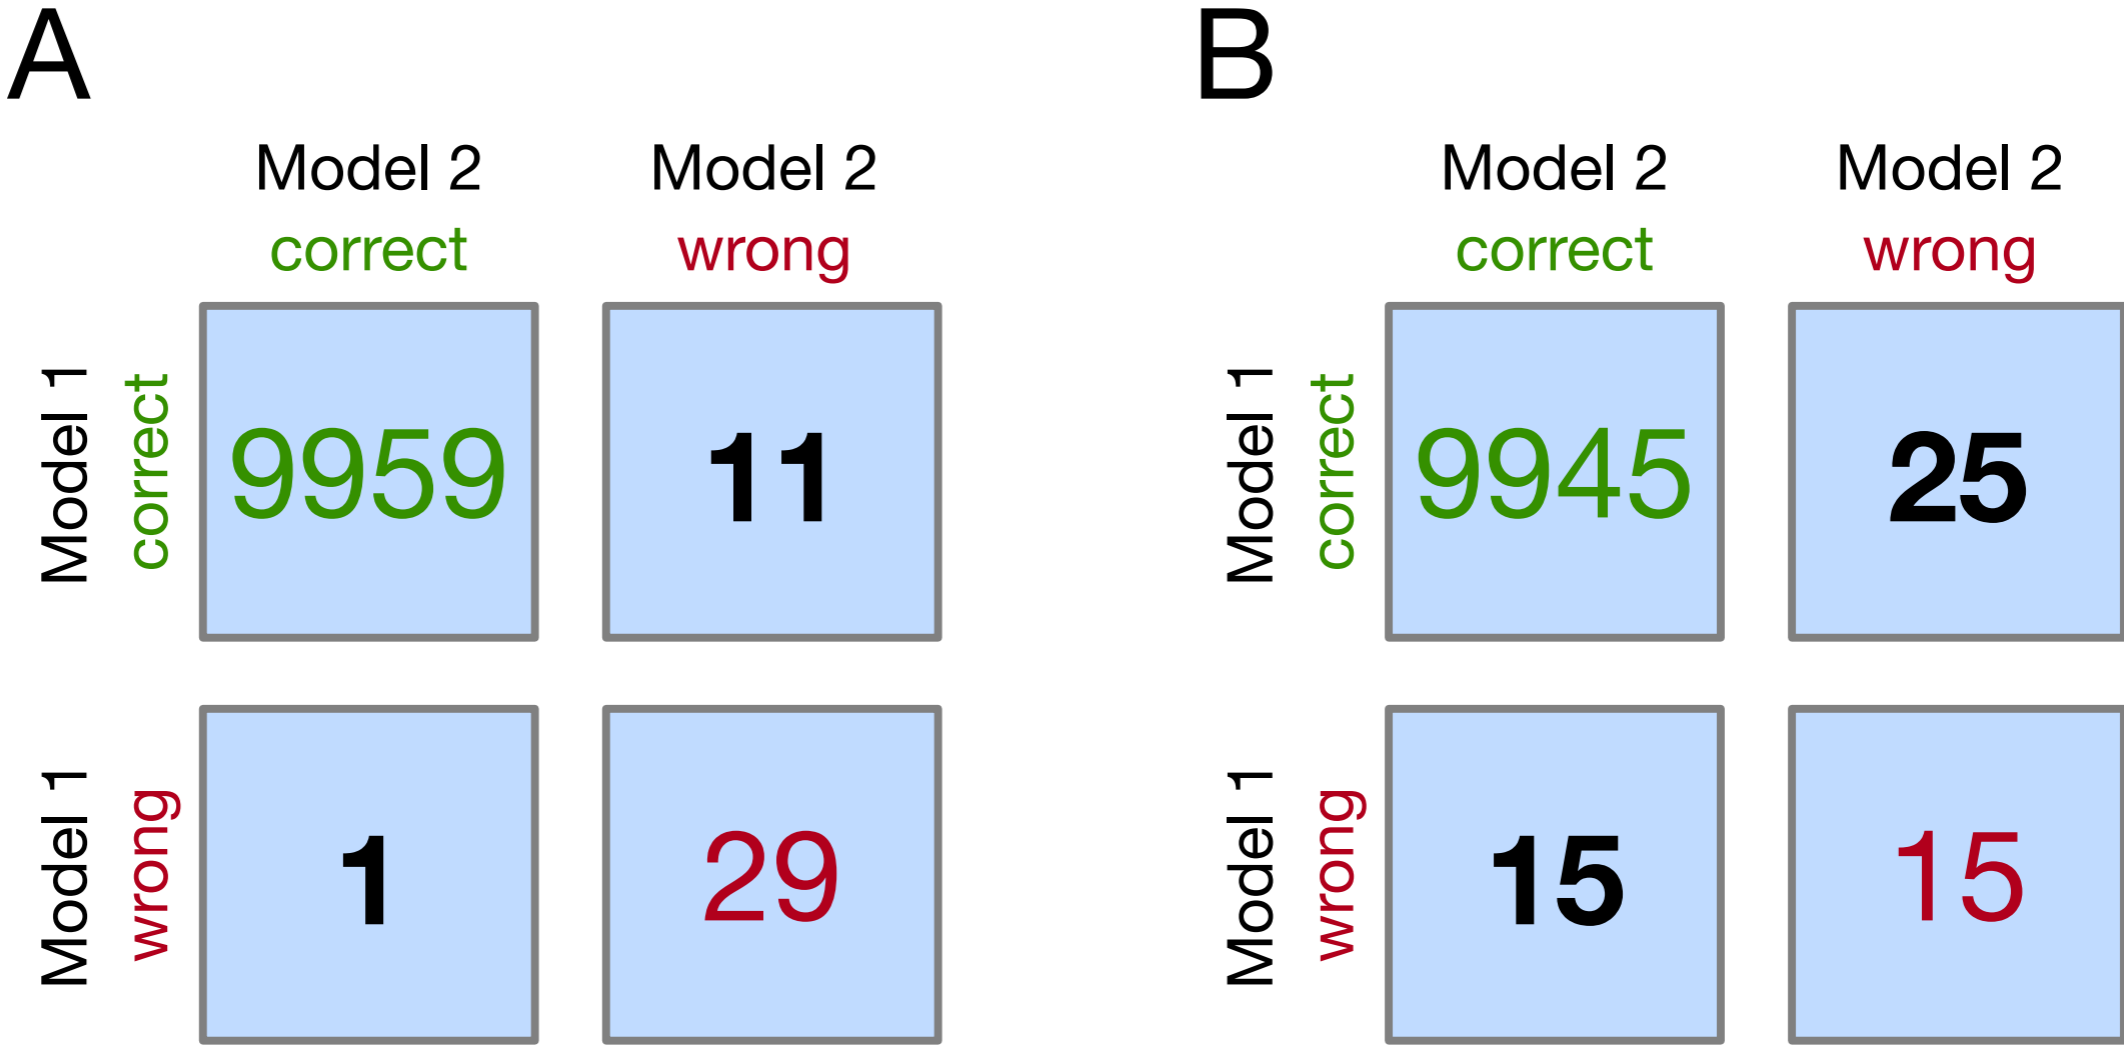 A
Model 2 Model 2
correct wrong
Model 1 correct 9959 11
Model 1 wrong 1 29
B
Model 2 Model 2
correct wrong
Model 1 correct 9945 25
Model 1 wrong 15 15